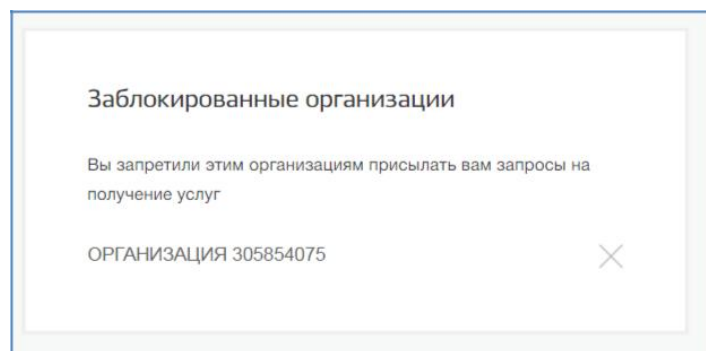 Заблокированные организации
Вы запретили этим организациям присылать вам запросы на
получение услуг
ОРГАНИЗАЦИЯ 305854075